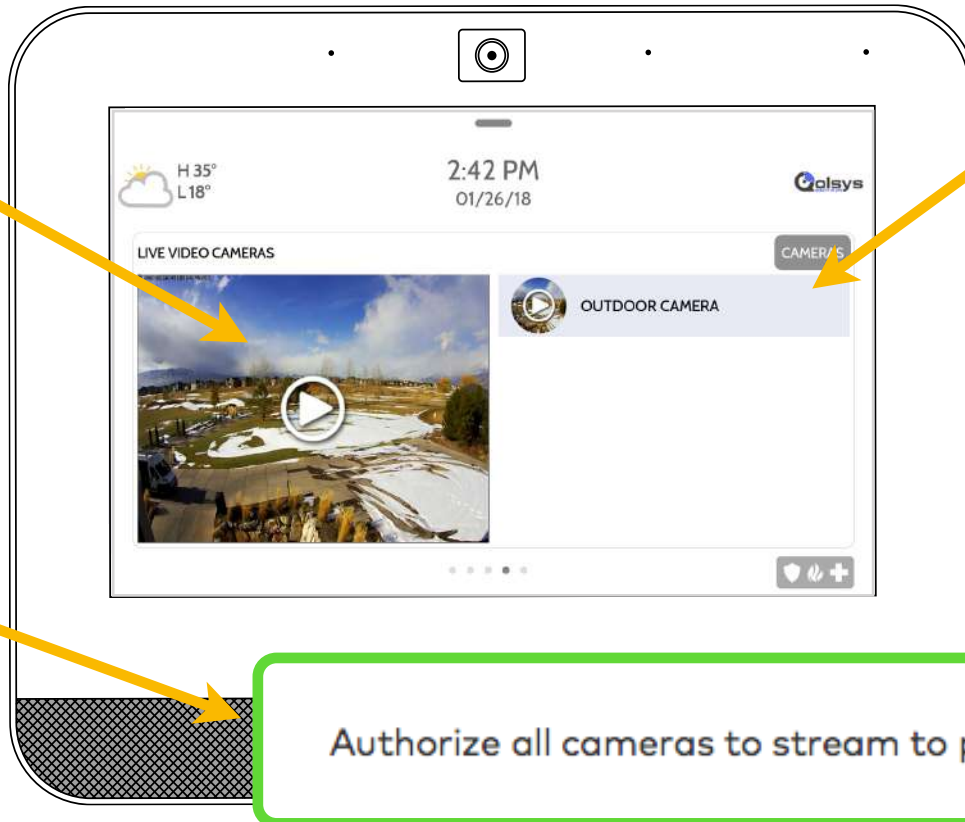 H 35°
L 18°
2:42 PM
01/26/18
Qolsys
LIVE VIDEO CAMERAS
CAMERAS
OUTDOOR CAMERA
Authorize all cameras to stream to p